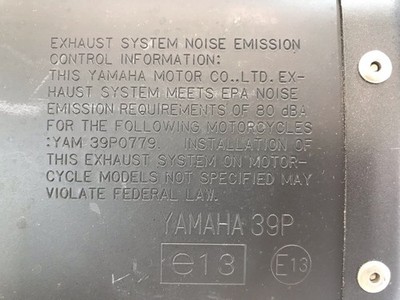 EXHAUST SYSTEM NOISE EMISSION
CONTROL INFORMATION:
THIS YAMAHA MOTOR CO.,LTD. EX-
HAUST SYSTEM MEETS EPA NOISE
EMISSION REQUIREMENTS OF 80 dBA
FOR THE FOLLOWING MOTORCYCLES
:YAM 39P0779. INSTALLATION OF
THIS EXHAUST SYSTEM ON MOTOR-
CYCLE MODELS NOT SPECIFIED MAY
VIOLATE FEDERAL LAW.
YAMAHA 39P
e13 E13